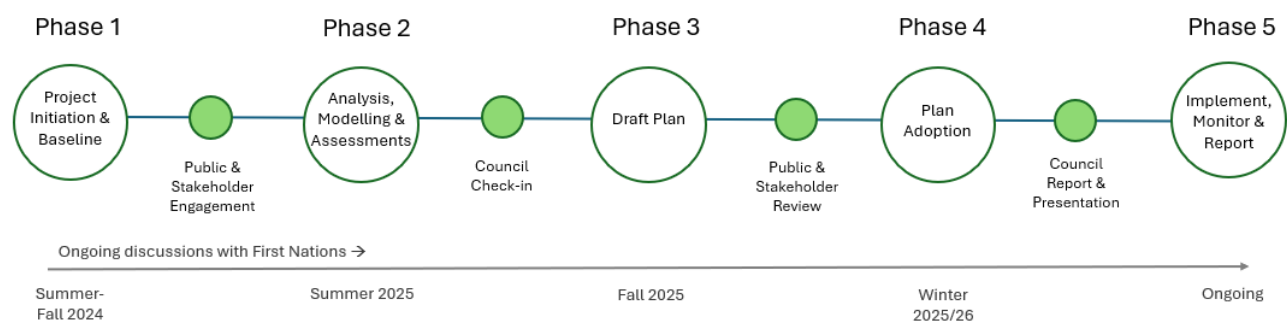 Phase 1
Phase 2
Phase 3
Phase 4
Phase 5
Project
Initiation &
Baseline
Public &
Stakeholder
Engagement
Analysis,
Modelling &
Assessments
Council
Check-in
Draft Plan
Public &
Stakeholder
Review
Plan
Adoption
Council
Report &
Presentation
Implement,
Monitor &
Report
Ongoing discussions with First Nations →
Summer-
Fall 2024
Summer 2025
Fall 2025
Winter
2025/26
Ongoing